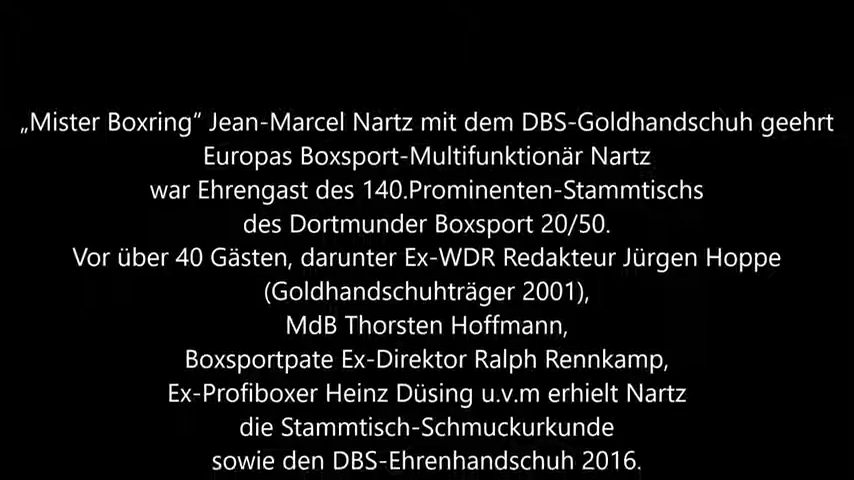 „Mister Boxring“ Jean-Marcel Nartz mit dem DBS-Goldhandschuh geehrt
Europas Boxsport-Multifunktionär Nartz
war Ehrengast des 140.Prominenten-Stammtischs
des Dortmunder Boxsport 20/50.
Vor über 40 Gästen, darunter Ex-WDR Redakteur Jürgen Hoppe
(Goldhandschuhträger 2001),
MdB Thorsten Hoffmann,
Boxsportpate Ex-Direktor Ralph Rennkamp,
Ex-Profiboxer Heinz Düsing u.v.m erhielt Nartz
die Stammtisch-Schmuckurkunde
sowie den DBS-Ehrenhandschuh 2016.